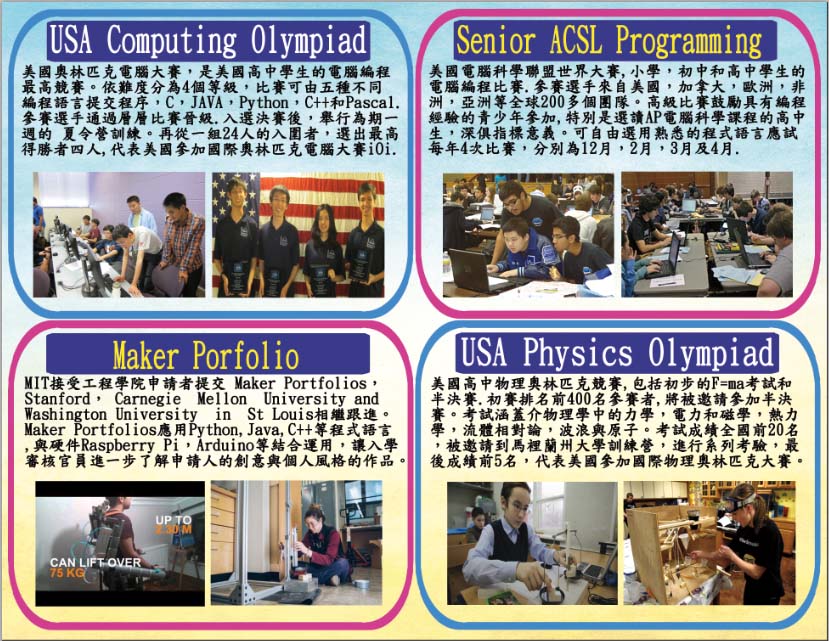 USA Computing Olympiad
美國奧林匹克電腦大賽，是美國高中學生的電腦編程
最高競賽。依難度分為4個等級，比賽可由五種不同
編程語言提交程序，C，JAVA，Python，C++和Pascal.
參賽選手通過層層比賽晉級.入選決賽後，舉行為期一
週的 夏令營訓練。再從一組24人的入圍者，選出最高
得勝者四人,代表美國參加國際奧林匹克電腦大賽iOi.
Senior ACSL Programming
美國電腦科學聯盟世界大賽,小學，初中和高中學生的
電腦編程比賽.參賽選手來自美國，加拿大，歐洲，非
洲，亞洲等全球200多個團隊。高級比賽鼓勵具有編程
經驗的青少年參加,特別是選讀AP電腦科學課程的高中
生，深俱指標意義。可自由選用熟悉的程式語言應試
每年4次比賽，分別為12月，2月，3月及4月.
Maker Porfolio
MIT接受工程學院申請者提交 Maker Portfolios，
Stanford， Carnegie Mellon University and
Washington University in St Louis相繼跟進。
Maker Portfolios應用Python,Java,C++等程式語言
,與硬件Raspberry Pi，Arduino等結合運用，讓入學
審核官員進一步了解申請人的創意與個人風格的作品。
UP TO
2.30 M
CAN LIFT OVER
75 KG
USA Physics Olympiad
美國高中物理奧林匹克競賽,包括初步的F=ma考試和
半決賽.初賽排名前400名參賽者,將被邀請參加半決
賽。考試涵蓋介物理學中的力學，電力和磁學，熱力
學，流體相對論，波浪與原子。考試成績全國前20名
，被邀請到馬裡蘭州大學訓練營，進行系列考驗，最
後成績前5名，代表美國參加國際物理奧林匹克大賽。